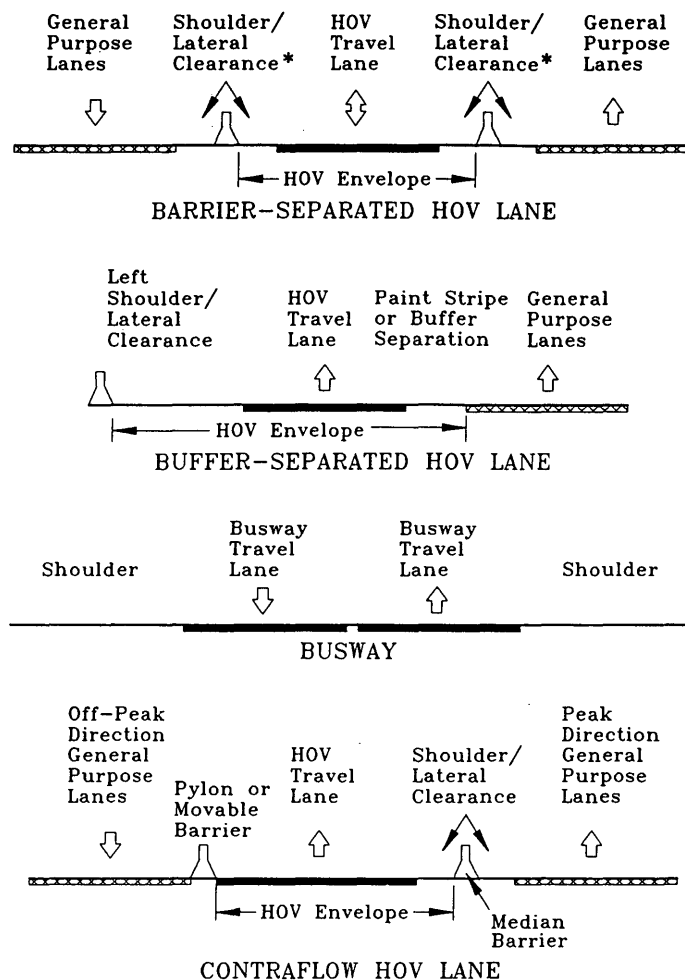 General
Purpose
Lanes
Shoulder/
Lateral
Clearance*
HOV
Travel
Lane
Shoulder/
Lateral
Clearance*
General
Purpose
Lanes
HOV Envelope
BARRIER-SEPARATED HOV LANE
Left
Shoulder/
Lateral
Clearance
HOV
Travel
Lane
Paint Stripe
or Buffer
Separation
General
Purpose
Lanes
HOV Envelope
BUFFER-SEPARATED HOV LANE
Shoulder
Busway
Travel
Lane
Busway
Travel
Lane
Shoulder
BUSWAY
Off-Peak
Direction
General
Purpose
Lanes
Pylon or
Movable
Barrier
HOV
Travel
Lane
Shoulder/
Lateral
Clearance
Peak
Direction
General
Purpose
Lanes
HOV Envelope
Median
Barrier
CONTRAFLOW HOV LANE